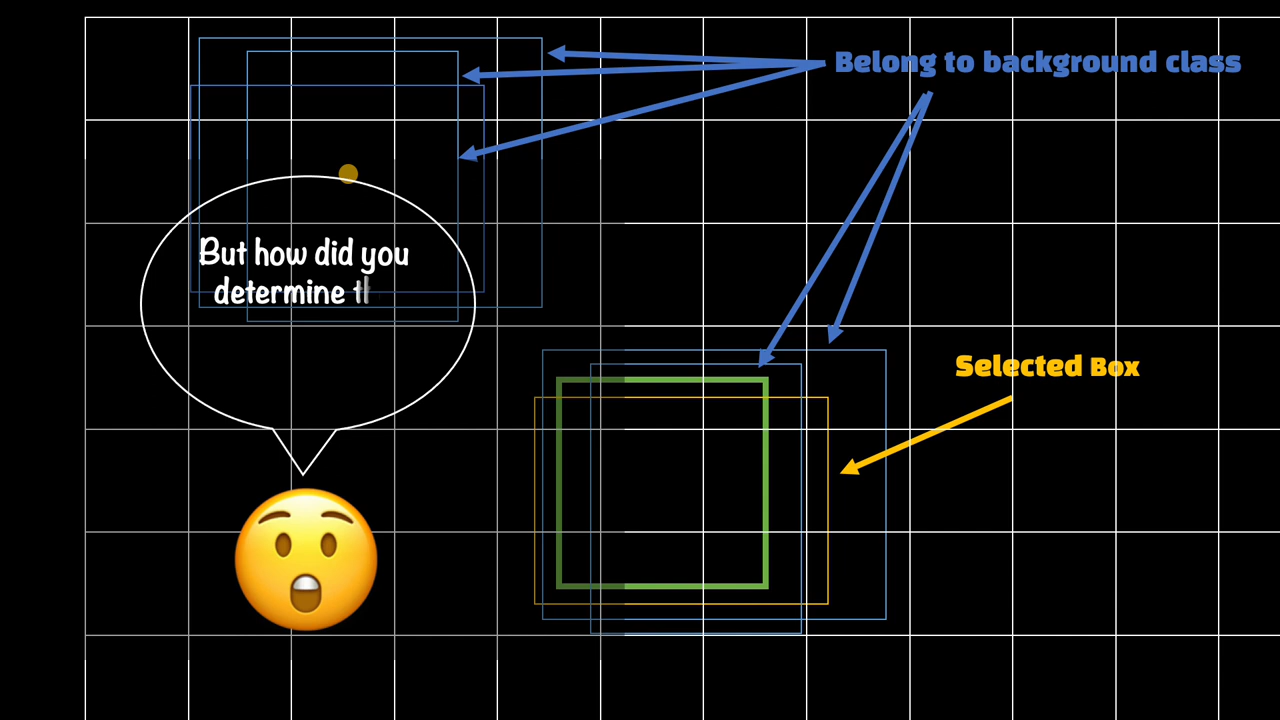 Belong to background class
But how did you
determine
Selected Box